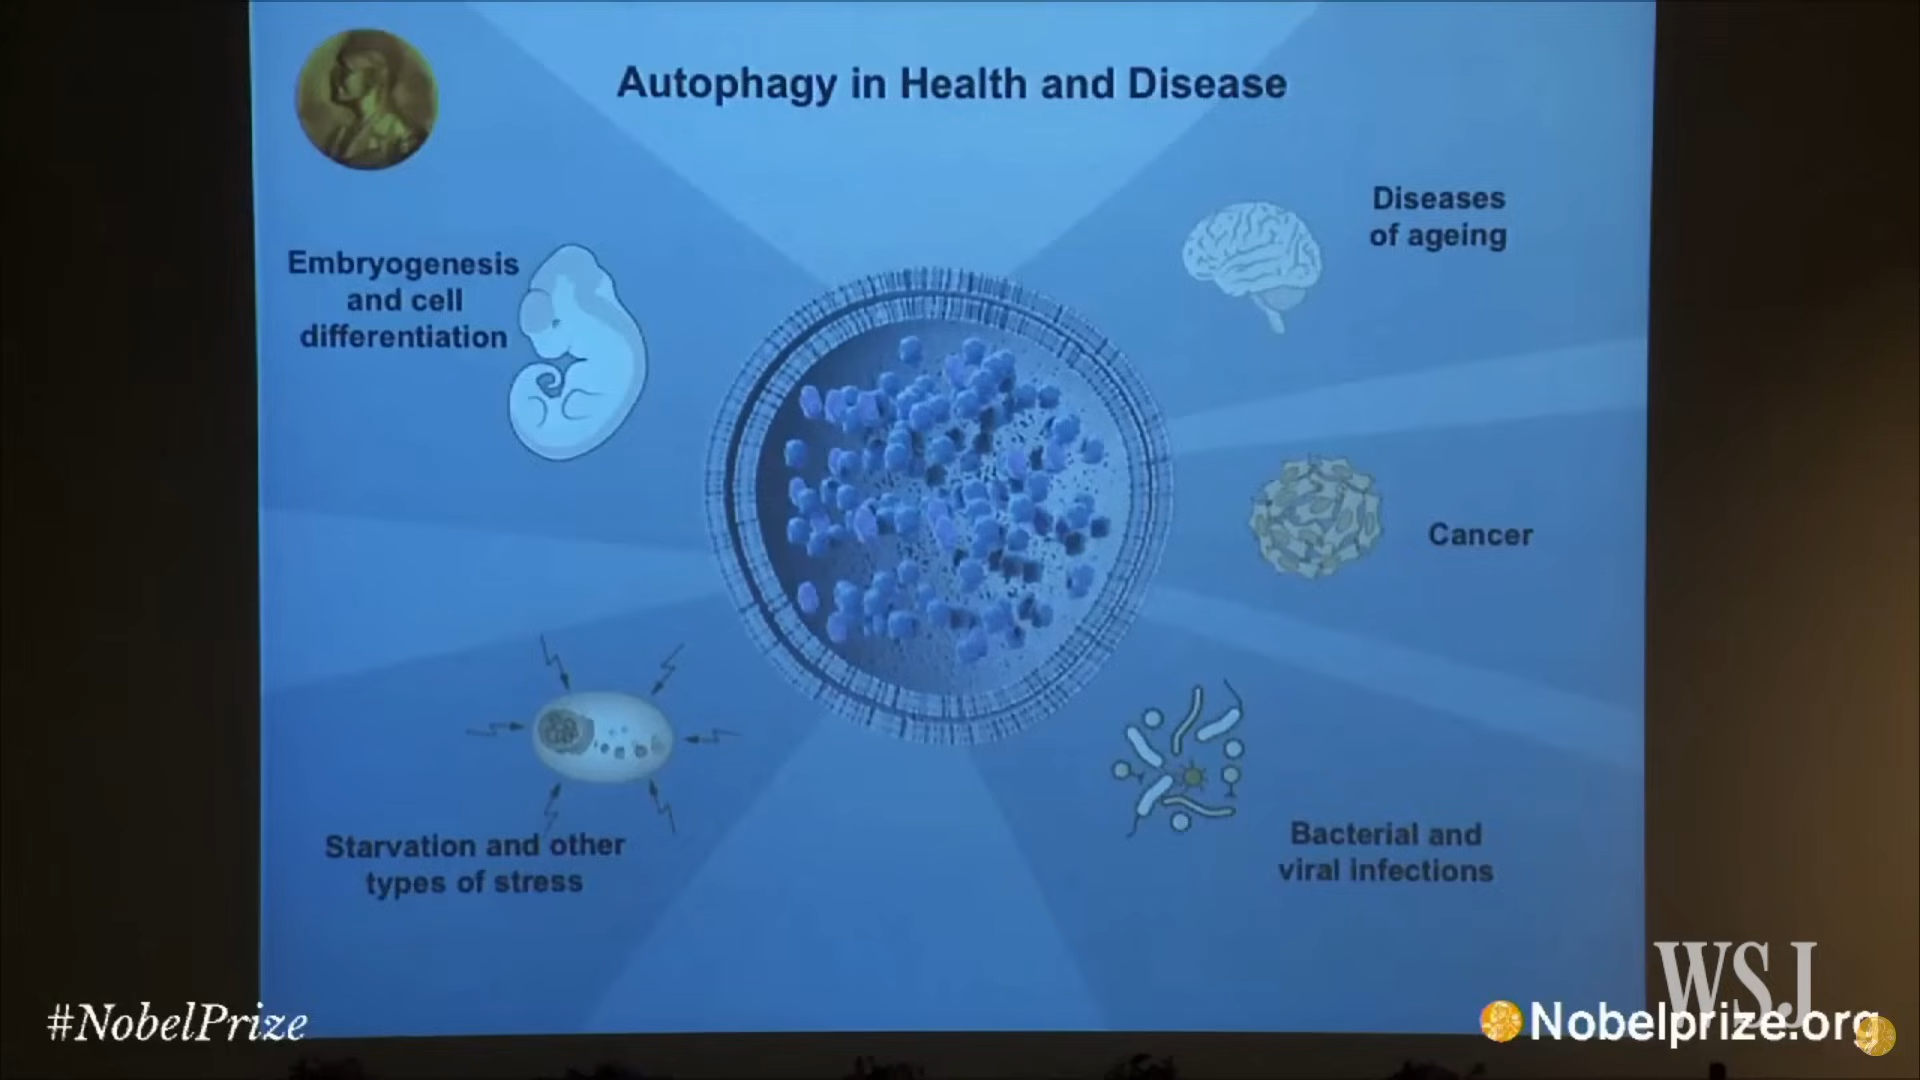 Autophagy in Health and Disease
Embryogenesis
and cell
differentiation
Diseases
of ageing
Cancer
Starvation and other
types of stress
Bacterial and
viral infections
WSJ
#NobelPrize
Nobelprize.org